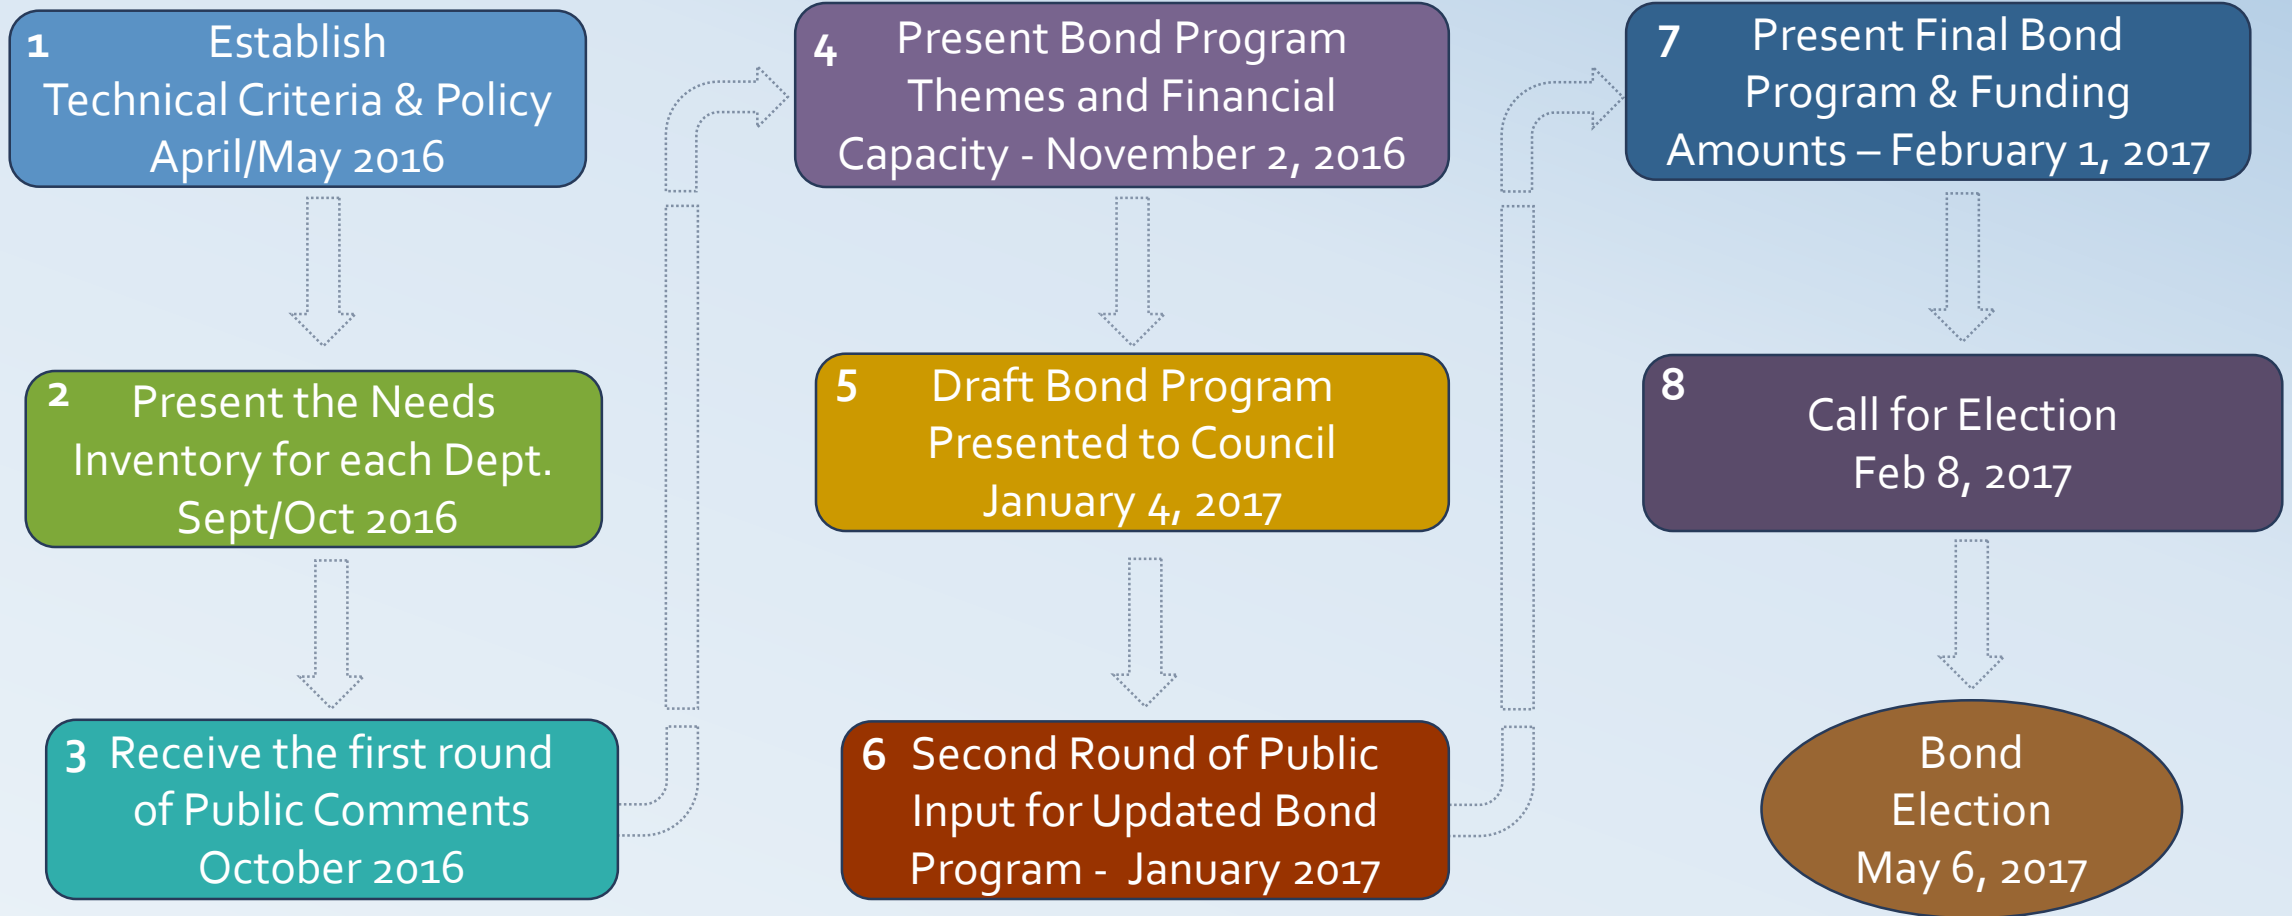 1 Establish
Technical Criteria & Policy
April/May 2016
2 Present the Needs
Inventory for each Dept.
Sept/Oct 2016
3 Receive the first round
of Public Comments
October 2016
4 Present Bond Program
Themes and Financial
Capacity - November 2, 2016
5 Draft Bond Program
Presented to Council
January 4, 2017
6 Second Round of Public
Input for Updated Bond
Program - January 2017
7 Present Final Bond
Program & Funding
Amounts – February 1, 2017
8
Call for Election
Feb 8, 2017
Bond
Election
May 6, 2017